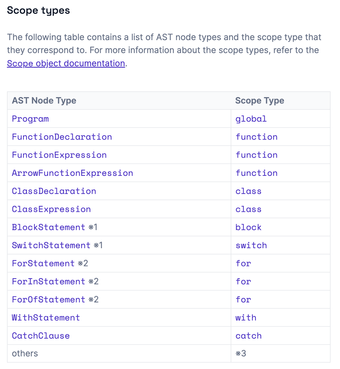 Scope types
The following table contains a list of AST node types and the scope type that
they correspond to. For more information about the scope types, refer to the
Scope object documentation.
AST Node Type Scope Type
Program global
FunctionDeclaration function
FunctionExpression function
ArrowFunctionExpression function
ClassDeclaration class
ClassExpression class
BlockStatement ※1 block
SwitchStatement ※1 switch
ForStatement ※2 for
ForInStatement ※2 for
ForOfStatement ※2 for
WithStatement with
CatchClause catch
others ※3